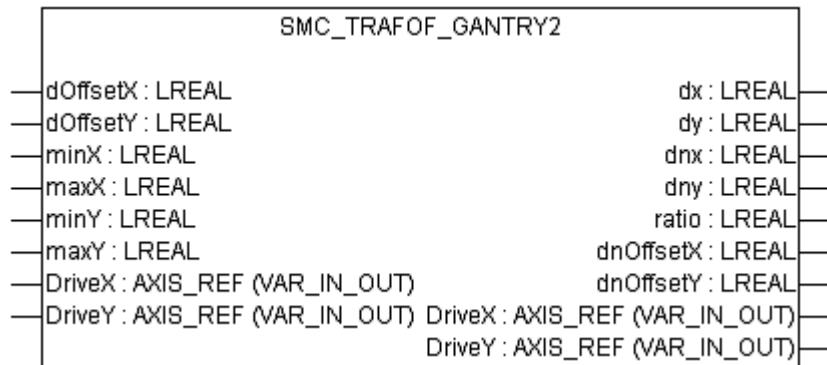 SMC_TRAFOF_GANTRY2
dOffsetX : LREAL dx : LREAL
dOffsetY : LREAL dy : LREAL
minX : LREAL dnx : LREAL
maxX : LREAL dny : LREAL
minY : LREAL ratio : LREAL
maxY : LREAL dnOffsetX : LREAL
DriveX : AXIS_REF (VAR_IN_OUT) dnOffsetY : LREAL
DriveY : AXIS_REF (VAR_IN_OUT) DriveX : AXIS_REF (VAR_IN_OUT)
DriveY : AXIS_REF (VAR_IN_OUT)